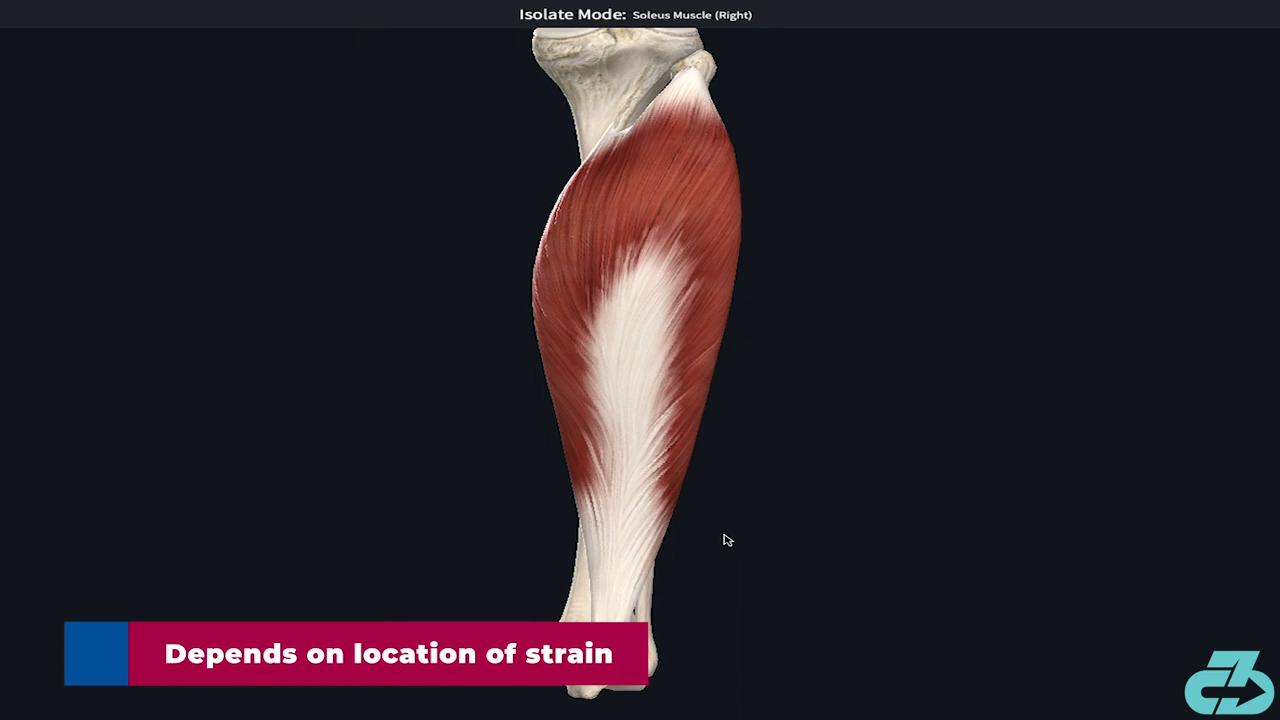 Isolate Mode: Soleus Muscle (Right)
Depends on location of strain